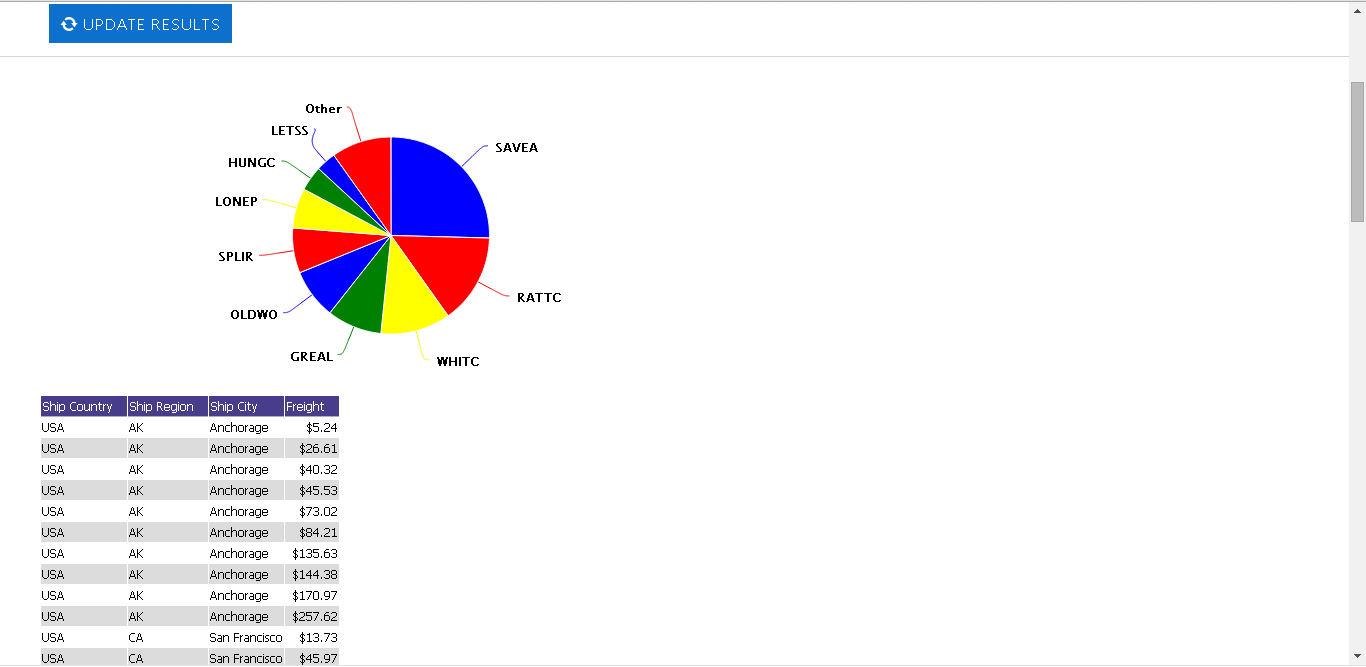 UPDATE RESULTS
Other
LETSS
SAVEA
HUNGC
LONEP
SPLIR
RATTC
OLDWO
GREAL
WHITC
Ship Country Ship Region Ship City Freight
USA AK Anchorage $5.24
USA AK Anchorage $26.61
USA AK Anchorage $40.32
USA AK Anchorage $45.53
USA AK Anchorage $73.02
USA AK Anchorage $84.21
USA AK Anchorage $135.63
USA AK Anchorage $144.38
USA AK Anchorage $170.97
USA AK Anchorage $257.62
USA CA San Francisco $13.73
USA CA San Francisco $45.97